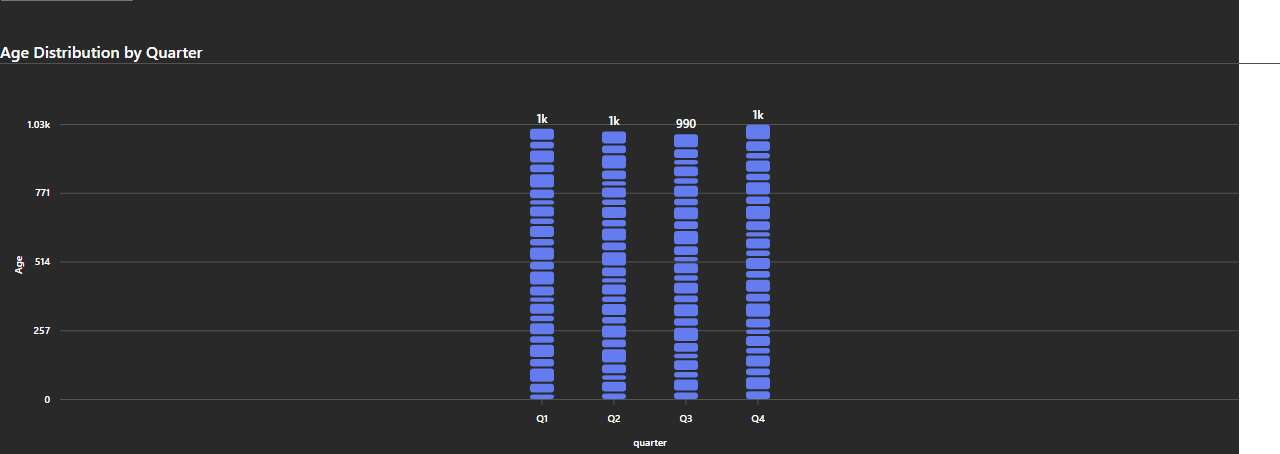 Age Distribution by Quarter
1k
1k
990
1k
1.03k
771
514
257
0
Age
Q1
Q2
Q3
Q4
quarter